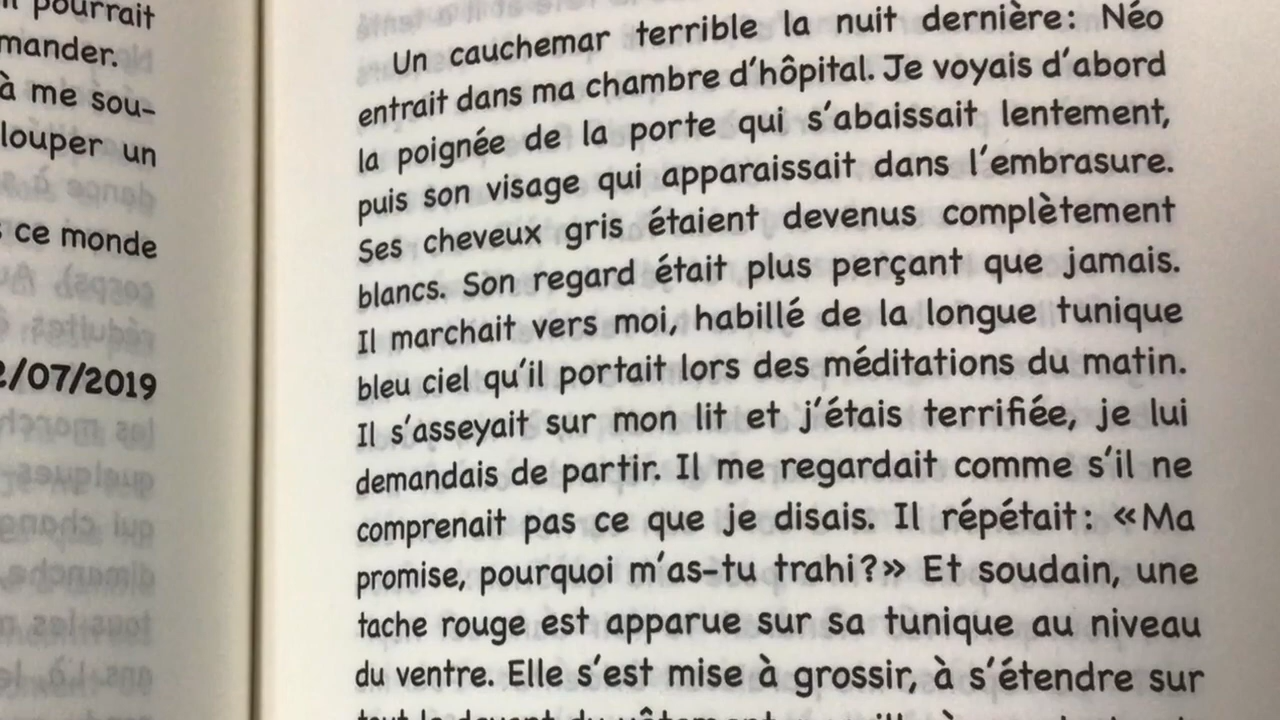 pourrait
mander.
à me sou-
louper un
ce monde
/07/2019
Un cauchemar terrible la nuit dernière: Néo
entrait dans ma chambre d'hôpital. Je voyais d'abord
la poignée de la porte qui s'abaissait lentement,
puis son visage qui apparaissait dans l'embrasure.
Ses cheveux gris étaient devenus complètement
blancs. Son regard était plus perçant que jamais.
Il marchait vers moi, habillé de la longue tunique
bleu ciel qu'il portait lors des méditations du matin.
Il s'asseyait sur mon lit et j'étais terrifiée, je lui
demandais de partir. Il me regardait comme s'il ne
comprenait pas ce que je disais. Il répétait: «Ma
promise, pourquoi m'as-tu trahi?» Et soudain, une
tache rouge est apparue sur sa tunique au niveau
du ventre. Elle s'est mise à grossir, à s'étendre sur